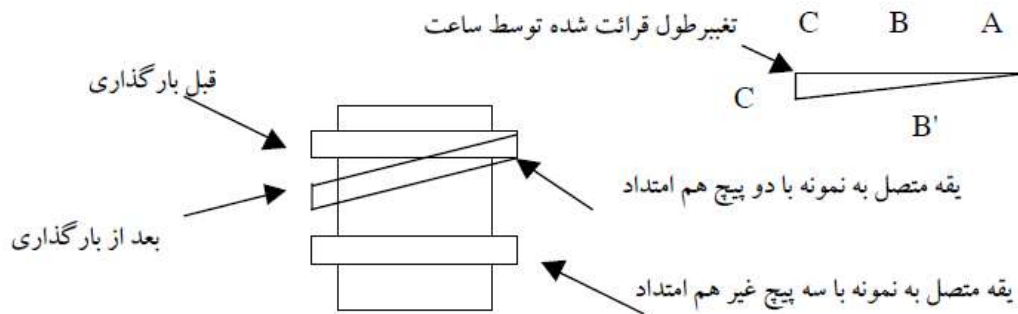 تغییرطول قرائت شده توسط ساعت
C B A
قبل بارگذاری
C
B'
یقه متصل به نمونه با دو پیچ هم امتداد
بعد از بارگذاری
یقه متصل به نمونه با سه پیچ غیر هم امتداد